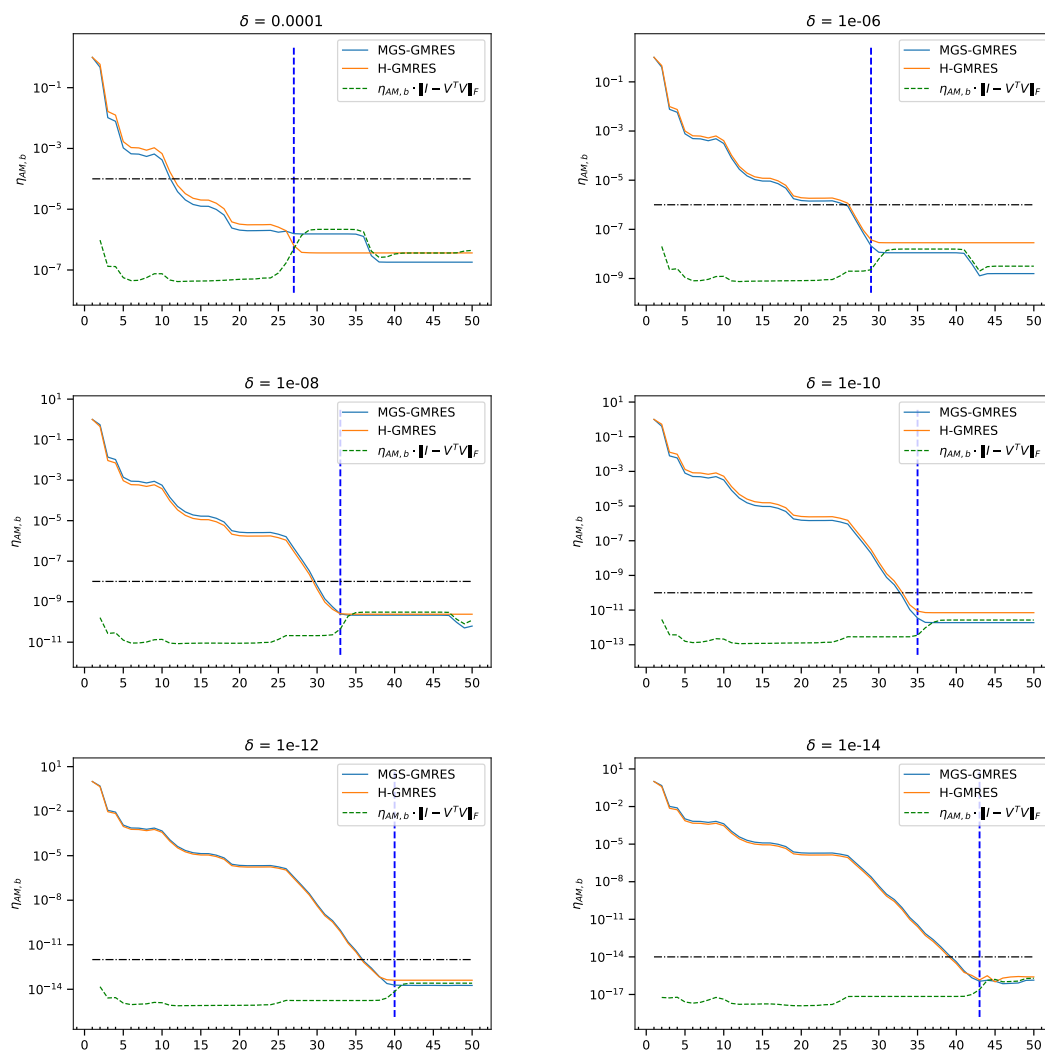 δ = 0.0001
MGS-GMRES
H-GMRES
η_{AM,b} · ‖I − V^T V‖_F
η_{AM,b}
10^{-1}
10^{-3}
10^{-5}
10^{-7}
0 5 10 15 20 25 30 35 40 45 50
δ = 1e-06
MGS-GMRES
H-GMRES
η_{AM,b} · ‖I − V^T V‖_F
η_{AM,b}
10^{-1}
10^{-3}
10^{-5}
10^{-7}
10^{-9}
0 5 10 15 20 25 30 35 40 45 50
δ = 1e-08
MGS-GMRES
H-GMRES
η_{AM,b} · ‖I − V^T V‖_F
η_{AM,b}
10^{1}
10^{-1}
10^{-3}
10^{-5}
10^{-7}
10^{-9}
10^{-11}
0 5 10 15 20 25 30 35 40 45 50
δ = 1e-10
MGS-GMRES
H-GMRES
η_{AM,b} · ‖I − V^T V‖_F
η_{AM,b}
10^{1}
10^{-1}
10^{-3}
10^{-5}
10^{-7}
10^{-9}
10^{-11}
10^{-13}
0 5 10 15 20 25 30 35 40 45 50
δ = 1e-12
MGS-GMRES
H-GMRES
η_{AM,b} · ‖I − V^T V‖_F
η_{AM,b}
10^{1}
10^{-2}
10^{-5}
10^{-8}
10^{-11}
10^{-14}
0 5 10 15 20 25 30 35 40 45 50
δ = 1e-14
MGS-GMRES
H-GMRES
η_{AM,b} · ‖I − V^T V‖_F
η_{AM,b}
10^{1}
10^{-2}
10^{-5}
10^{-8}
10^{-11}
10^{-14}
10^{-17}
0 5 10 15 20 25 30 35 40 45 50